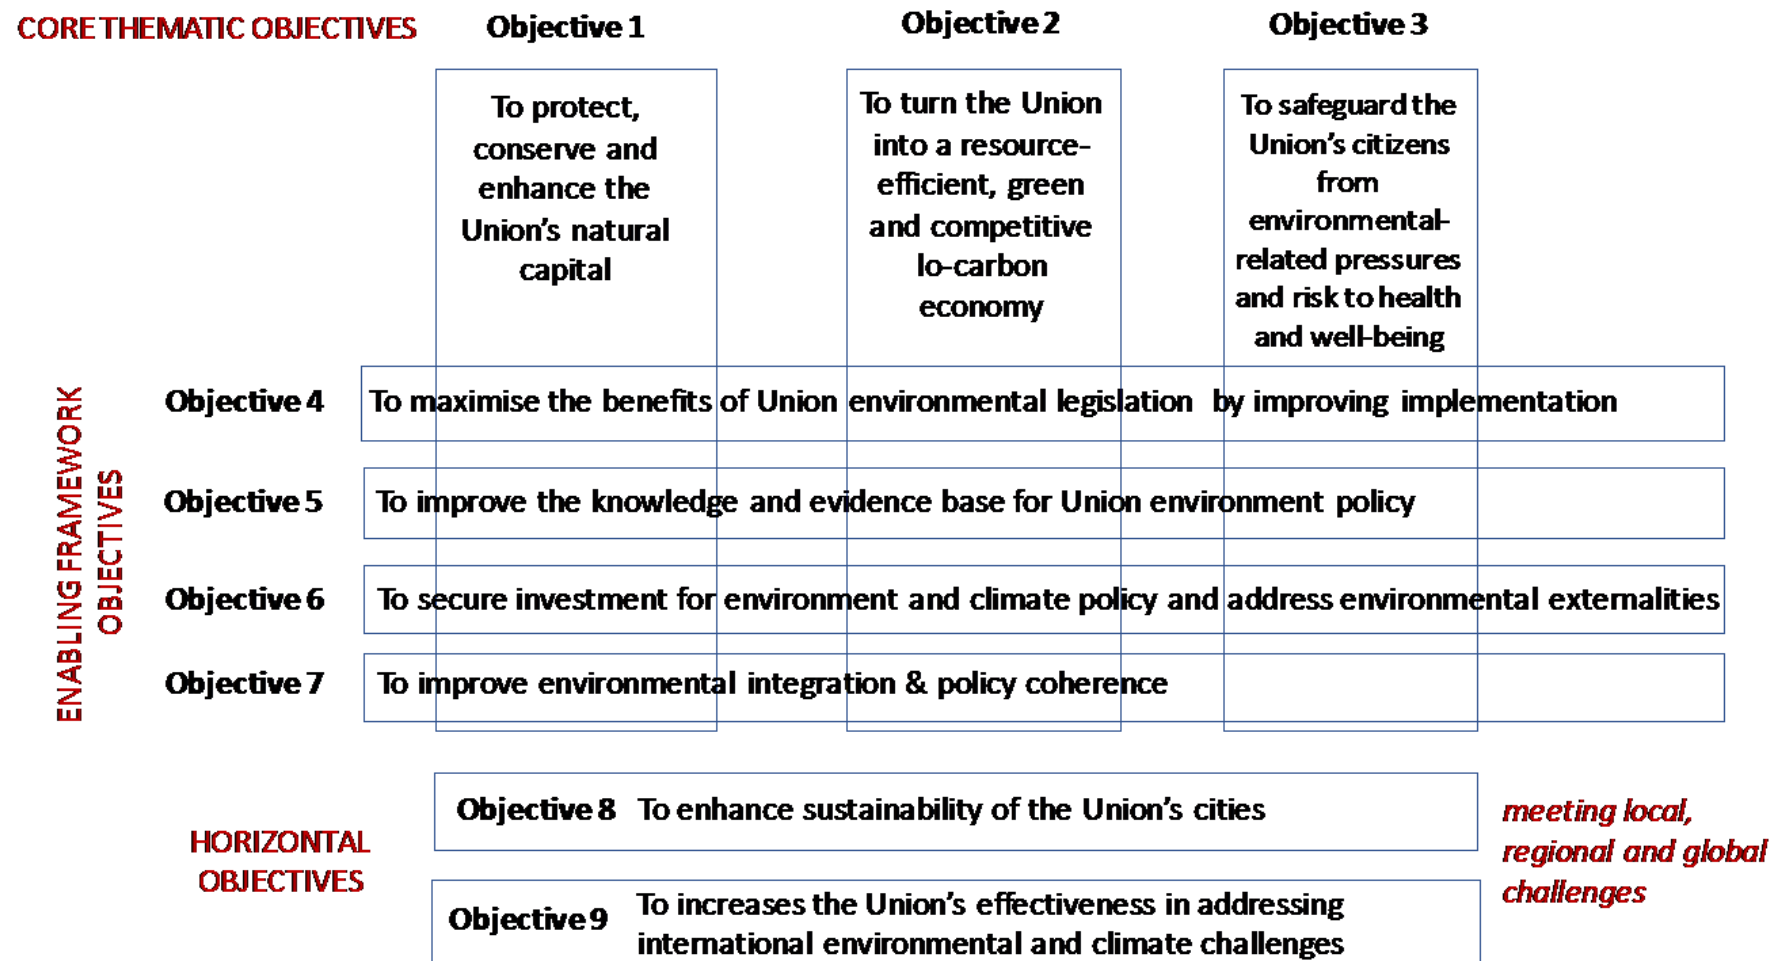 CORE THEMATIC OBJECTIVES
Objective 1
Objective 2
Objective 3
To protect,
conserve and
enhance the
Union's natural
capital
To turn the Union
into a resource-
efficient, green
and competitive
lo-carbon
economy
To safeguard the
Union's citizens
from
environmental-
related pressures
and risk to health
and well-being
ENABLING FRAMEWORK
OBJECTIVES
Objective 4
To maximise the benefits of Union environmental legislation by improving implementation
Objective 5
To improve the knowledge and evidence base for Union environment policy
Objective 6
To secure investment for environment and climate policy and address environmental externalities
Objective 7
To improve environmental integration & policy coherence
HORIZONTAL
OBJECTIVES
Objective 8 To enhance sustainability of the Union's cities
Objective 9
To increases the Union's effectiveness in addressing
international environmental and climate challenges
meeting local,
regional and global
challenges